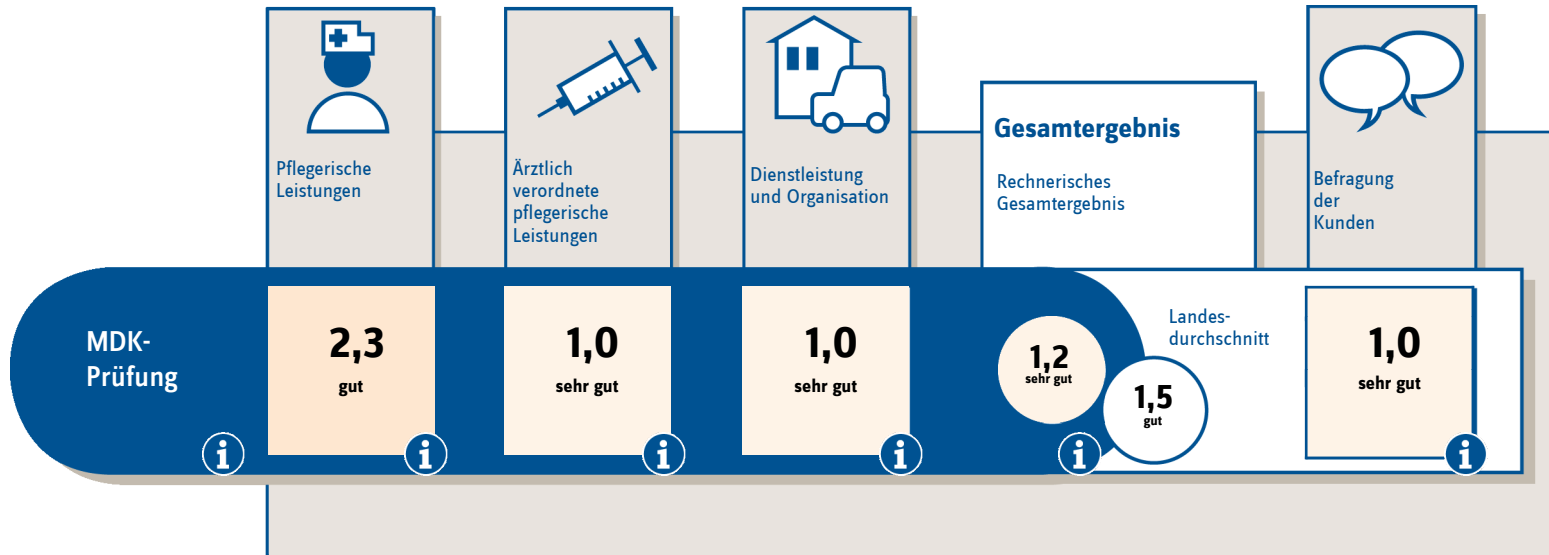 Pflegerische
Leistungen
Ärztlich
verordnete
pflegerische
Leistungen
Dienstleistung
und Organisation
Gesamtergebnis
Rechnerisches
Gesamtergebnis
Befragung
der
Kunden
MDK-
Prüfung
2,3
gut
1,0
sehr gut
1,0
sehr gut
1,2
sehr gut
Landes-
durchschnitt
1,5
gut
1,0
sehr gut
i
i
i
i
i
i